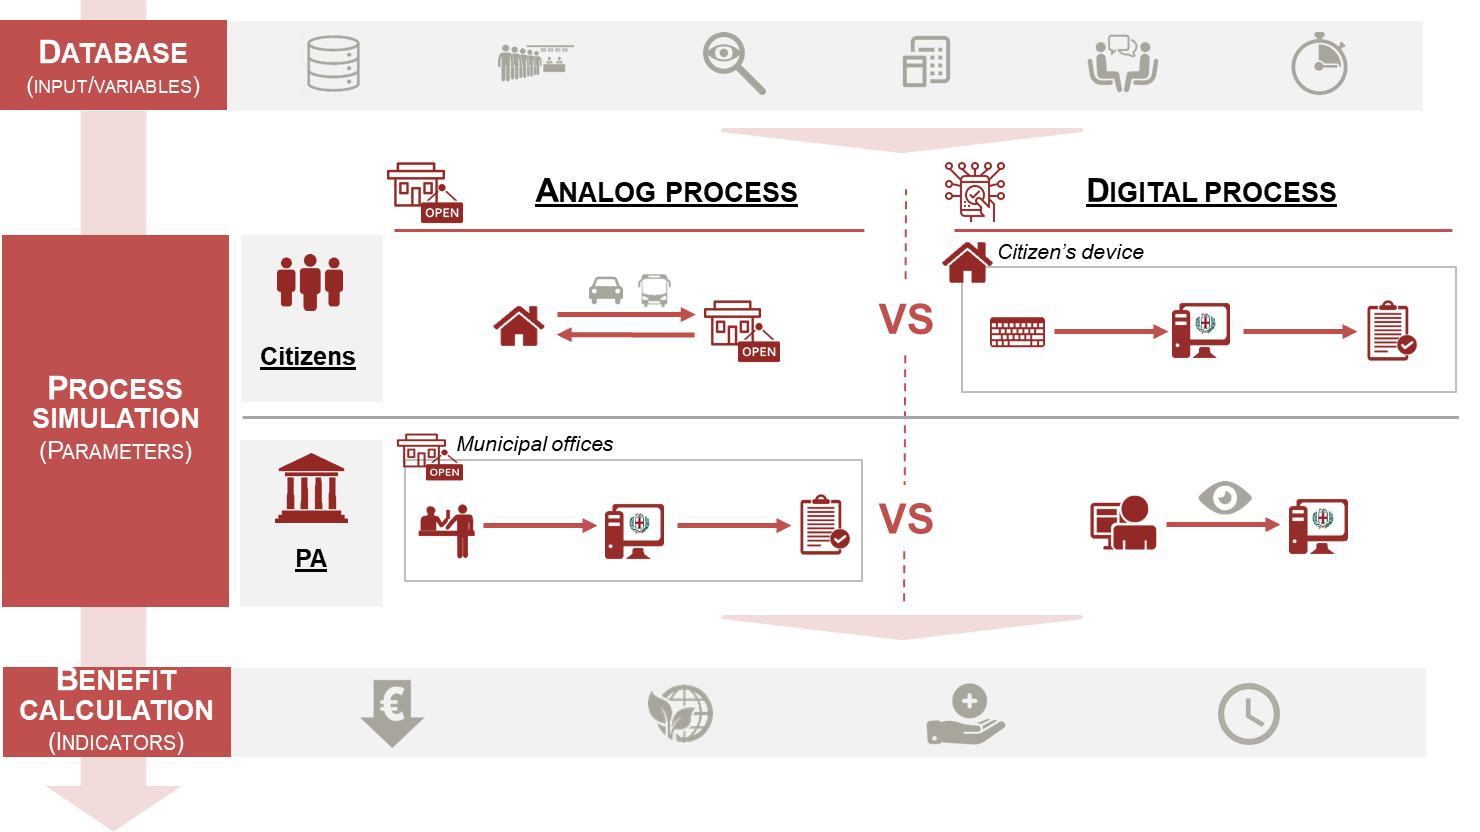 DATABASE
(INPUT/VARIABLES)
ANALOG PROCESS
DIGITAL PROCESS
OPEN
Citizen's device
PROCESS
SIMULATION
(PARAMETERS)
Citizens
OPEN
VS
Municipal offices
OPEN
PA
VS
BENEFIT
CALCULATION
(INDICATORS)
€